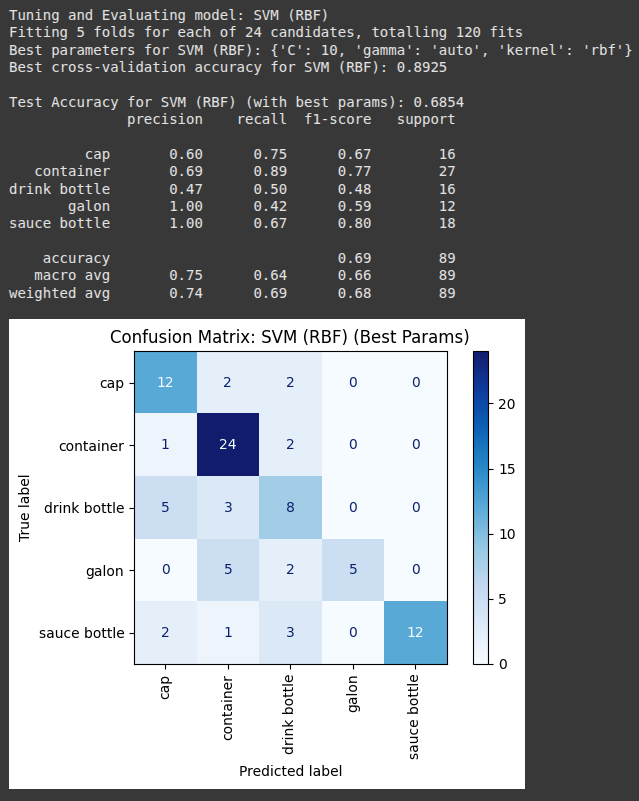 Tuning and Evaluating model: SVM (RBF)
Fitting 5 folds for each of 24 candidates, totalling 120 fits
Best parameters for SVM (RBF): {'C': 10, 'gamma': 'auto', 'kernel': 'rbf'}
Best cross-validation accuracy for SVM (RBF): 0.8925
Test Accuracy for SVM (RBF) (with best params): 0.6854
precision recall f1-score support
cap 0.60 0.75 0.67 16
container 0.69 0.89 0.77 27
drink bottle 0.47 0.50 0.48 16
galon 1.00 0.42 0.59 12
sauce bottle 1.00 0.67 0.80 18
accuracy 0.69 89
macro avg 0.75 0.64 0.66 89
weighted avg 0.74 0.69 0.68 89
Confusion Matrix: SVM (RBF) (Best Params)
True label
cap 12 2 2 0 0
container 1 24 2 0 0
drink bottle 5 3 8 0 0
galon 0 5 2 5 0
sauce bottle 2 1 3 0 12
cap
container
drink bottle
galon
sauce bottle
Predicted label
20
15
10
5
0